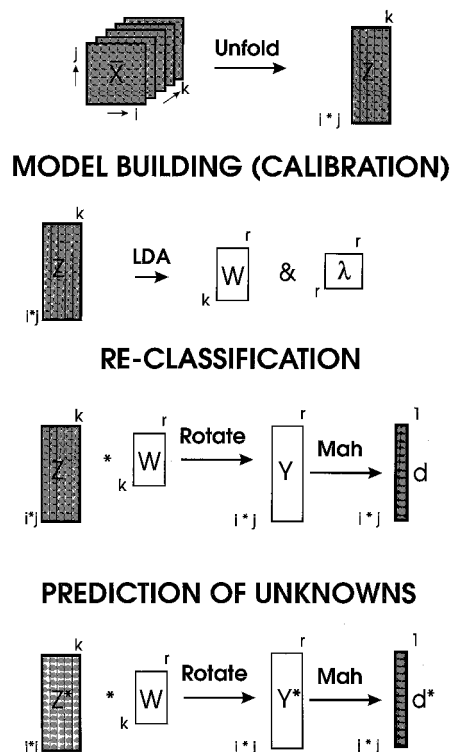 k
j Unfold
X̄ Z
k
i i * j
MODEL BUILDING (CALIBRATION)
k r r
LDA
Z W & λ
k r
i*j
RE-CLASSIFICATION
k r r 1
Rotate Mah
Z * W Y d
k
i*j i * j i * j
PREDICTION OF UNKNOWNS
k r r 1
Rotate Mah
Z* * W Y* d*
k
i*j i * j i * j